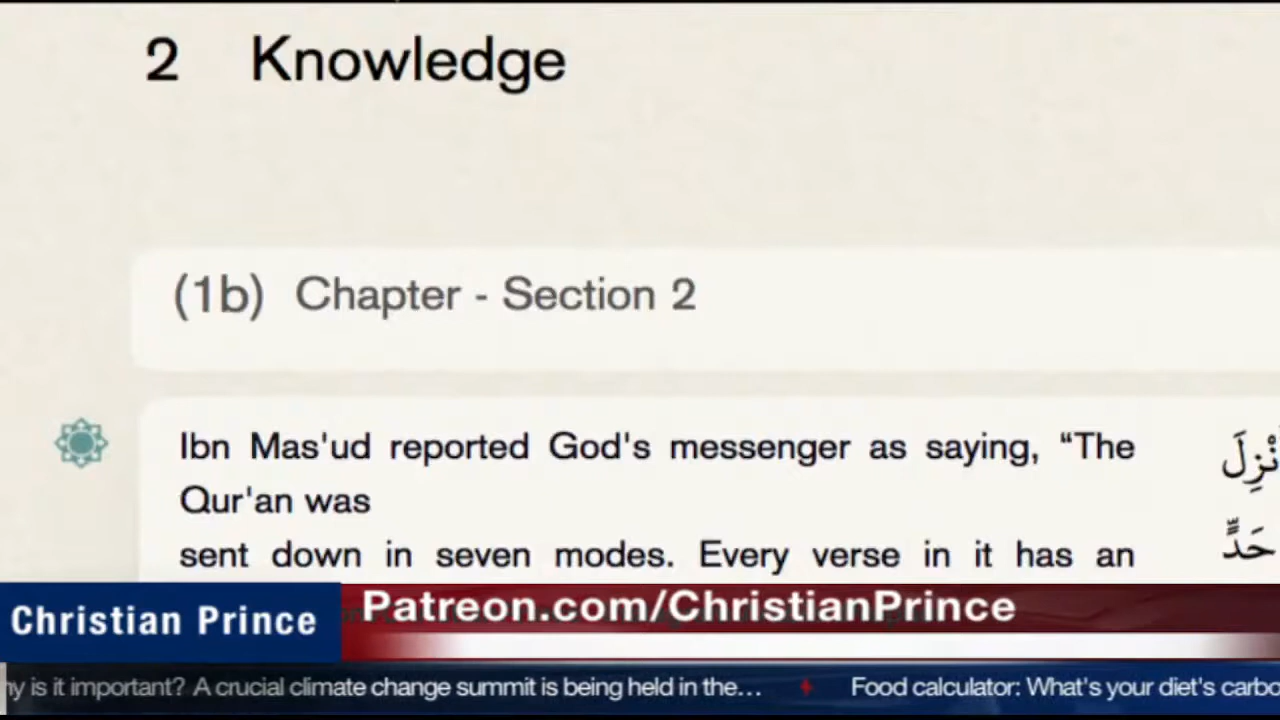 2 Knowledge
(1b) Chapter - Section 2
Ibn Mas'ud reported God's messenger as saying, “The
Qur'an was
sent down in seven modes. Every verse in it has an
نْزِلَ
حَدٍّ
Christian Prince
Patreon.com/ChristianPrince
is it important? A crucial climate change summit is being held in the...
Food calculator: What's your diet's